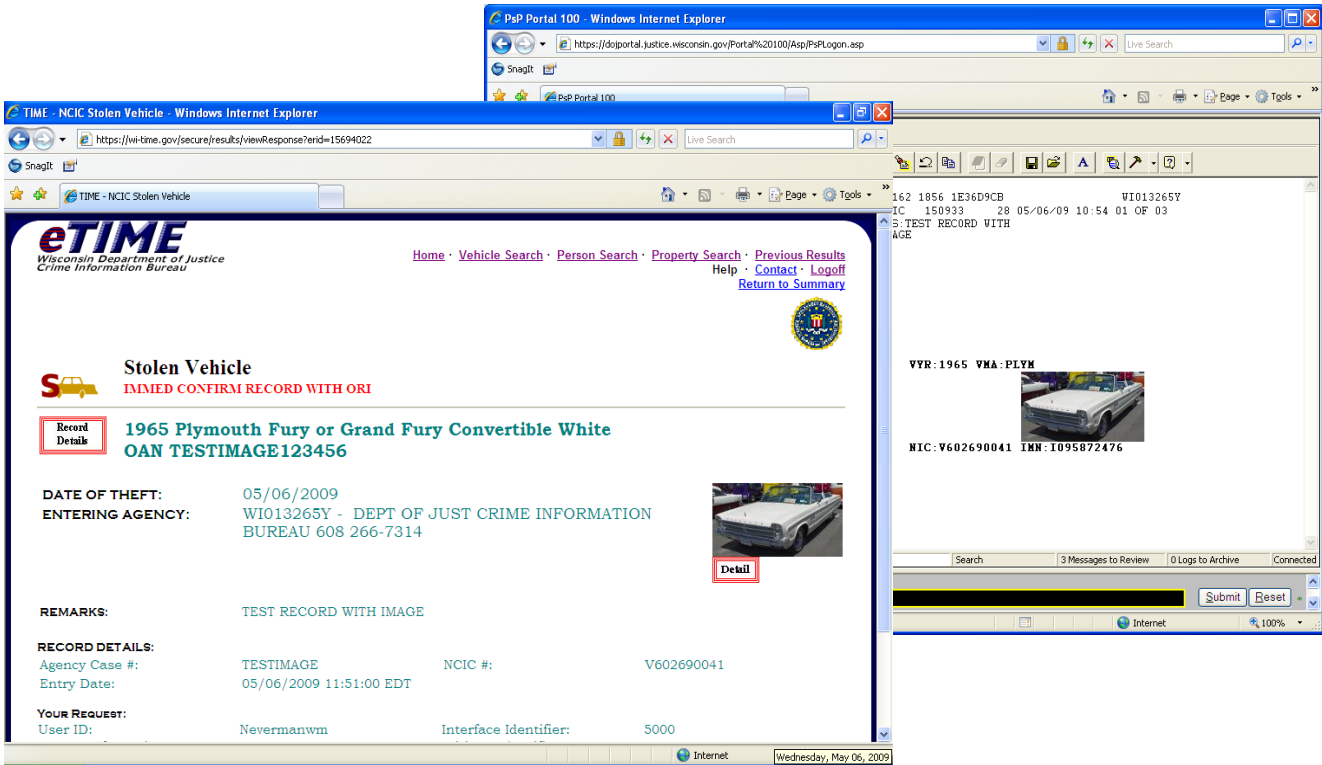 PsP Portal 100 - Windows Internet Explorer
https://dojportal.justice.wisconsin.gov/Portal%20100/Asp/PsPLogon.asp
Live Search
SnagIt
PsP Portal 100
Page
Tools
TIME - NCIC Stolen Vehicle - Windows Internet Explorer
https://wi-time.gov/secure/results/viewResponse?erid=15694022
Live Search
SnagIt
TIME - NCIC Stolen Vehicle
Page
Tools
eTIME
Wisconsin Department of Justice
Crime Information Bureau
Home · Vehicle Search · Person Search · Property Search · Previous Results
Help · Contact · Logoff
Return to Summary
Stolen Vehicle
IMMED CONFIRM RECORD WITH ORI
Record
Details
1965 Plymouth Fury or Grand Fury Convertible White
OAN TESTIMAGE123456
DATE OF THEFT: 05/06/2009
ENTERING AGENCY: WI013265Y - DEPT OF JUST CRIME INFORMATION
BUREAU 608 266-7314
Detail
REMARKS: TEST RECORD WITH IMAGE
RECORD DETAILS:
Agency Case #: TESTIMAGE NCIC #: V602690041
Entry Date: 05/06/2009 11:51:00 EDT
YOUR REQUEST:
User ID: Nevermanwm Interface Identifier: 5000
Internet
Wednesday, May 06, 2009
162 1856 1E36D9CB WI013265Y
IC 150933 28 05/06/09 10:54 01 OF 03
S:TEST RECORD WITH
AGE
VYR:1965 VMA:PLYM
NIC:V602690041 IMN:I095872476
Search 3 Messages to Review 0 Logs to Archive Connected
Submit Reset
Internet 100%